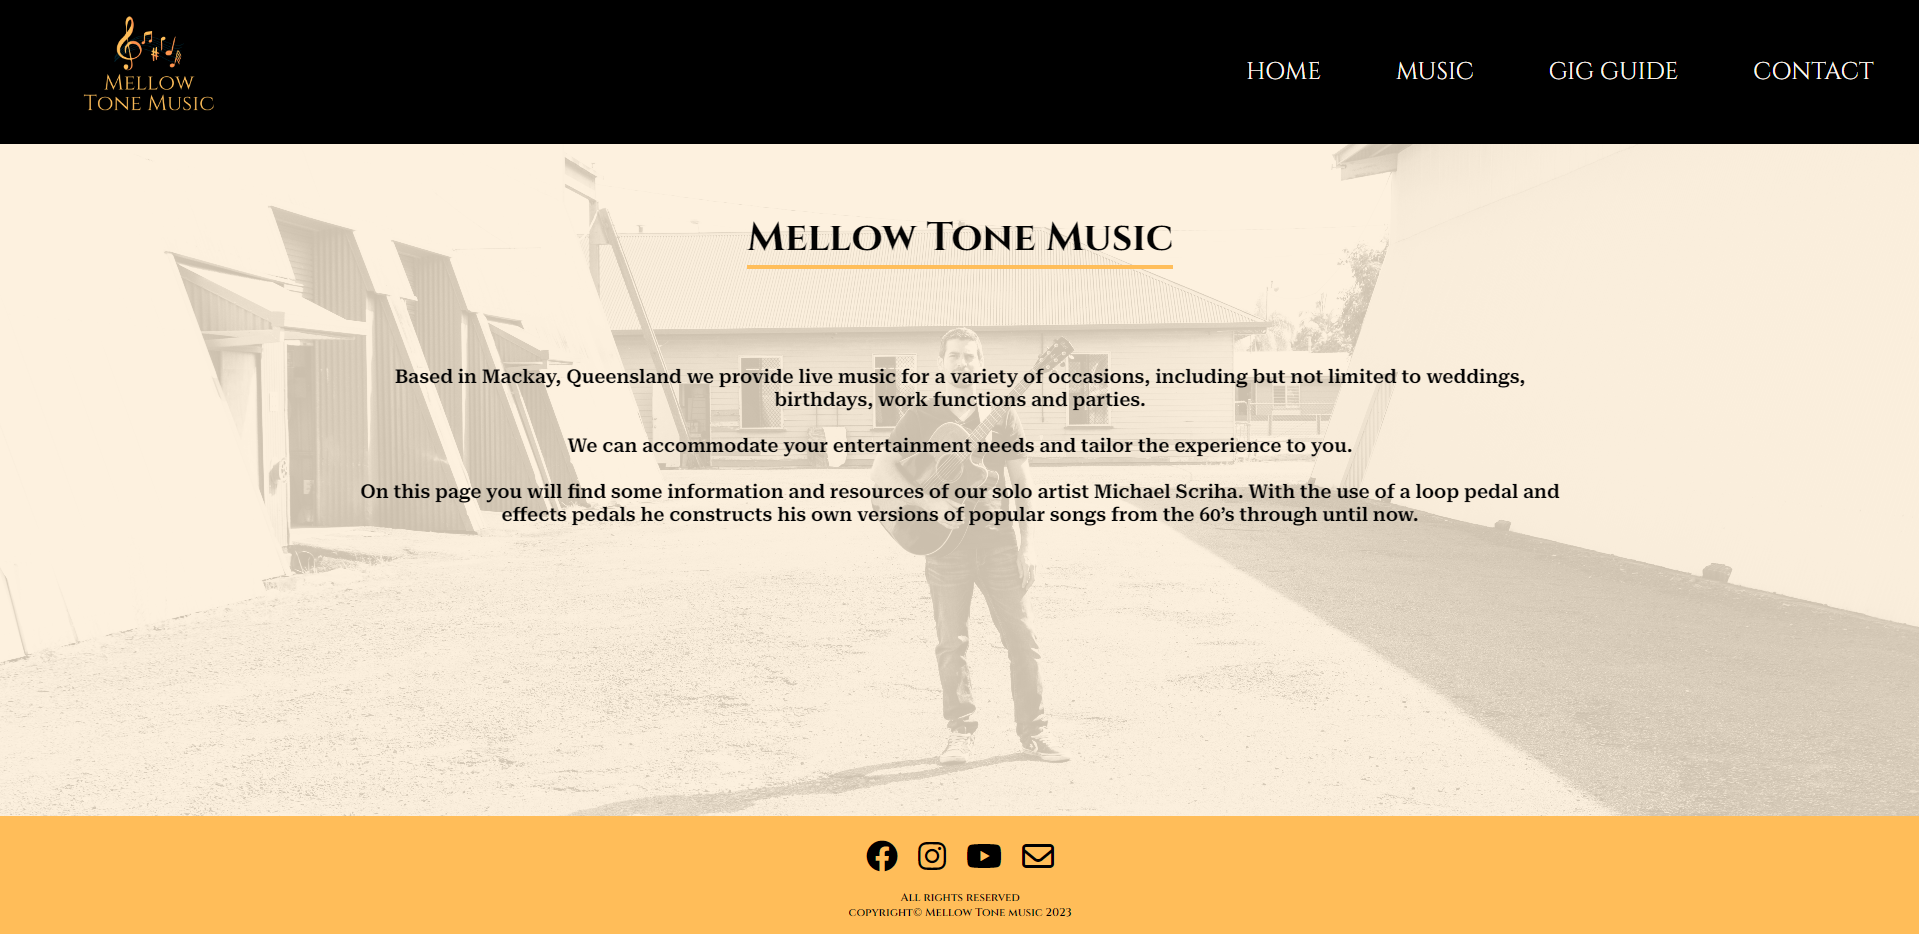 Mellow
Tone Music
HOME
MUSIC
GIG GUIDE
CONTACT
Mellow Tone Music
Based in Mackay, Queensland we provide live music for a variety of occasions, including but not limited to weddings,
birthdays, work functions and parties.
We can accommodate your entertainment needs and tailor the experience to you.
On this page you will find some information and resources of our solo artist Michael Scriha. With the use of a loop pedal and
effects pedals he constructs his own versions of popular songs from the 60's through until now.
All rights reserved
copyright© Mellow Tone music 2023